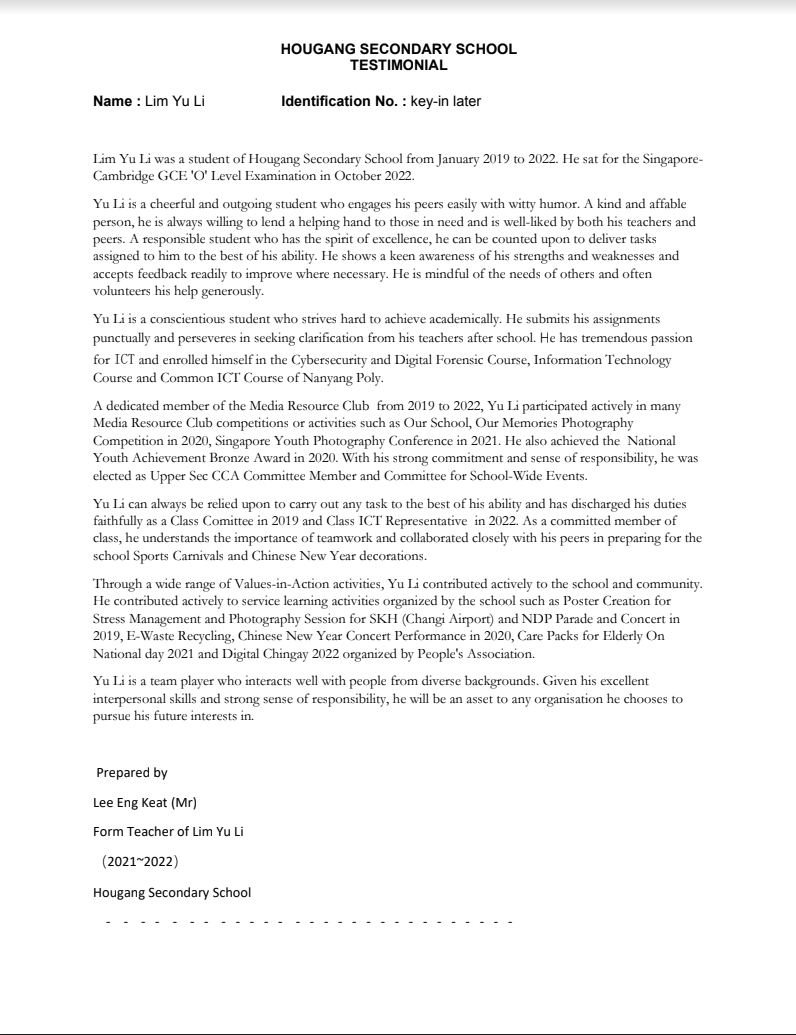 HOUGANG SECONDARY SCHOOL
TESTIMONIAL
Name : Lim Yu Li Identification No. : key-in later
Lim Yu Li was a student of Hougang Secondary School from January 2019 to 2022. He sat for the Singapore-
Cambridge GCE 'O' Level Examination in October 2022.
Yu Li is a cheerful and outgoing student who engages his peers easily with witty humor. A kind and affable
person, he is always willing to lend a helping hand to those in need and is well-liked by both his teachers and
peers. A responsible student who has the spirit of excellence, he can be counted upon to deliver tasks
assigned to him to the best of his ability. He shows a keen awareness of his strengths and weaknesses and
accepts feedback readily to improve where necessary. He is mindful of the needs of others and often
volunteers his help generously.
Yu Li is a conscientious student who strives hard to achieve academically. He submits his assignments
punctually and perseveres in seeking clarification from his teachers after school. He has tremendous passion
for ICT and enrolled himself in the Cybersecurity and Digital Forensic Course, Information Technology
Course and Common ICT Course of Nanyang Poly.
A dedicated member of the Media Resource Club from 2019 to 2022, Yu Li participated actively in many
Media Resource Club competitions or activities such as Our School, Our Memories Photography
Competition in 2020, Singapore Youth Photography Conference in 2021. He also achieved the National
Youth Achievement Bronze Award in 2020. With his strong commitment and sense of responsibility, he was
elected as Upper Sec CCA Committee Member and Committee for School-Wide Events.
Yu Li can always be relied upon to carry out any task to the best of his ability and has discharged his duties
faithfully as a Class Comittee in 2019 and Class ICT Representative in 2022. As a committed member of
class, he understands the importance of teamwork and collaborated closely with his peers in preparing for the
school Sports Carnivals and Chinese New Year decorations.
Through a wide range of Values-in-Action activities, Yu Li contributed actively to the school and community.
He contributed actively to service learning activities organized by the school such as Poster Creation for
Stress Management and Photography Session for SKH (Changi Airport) and NDP Parade and Concert in
2019, E-Waste Recycling, Chinese New Year Concert Performance in 2020, Care Packs for Elderly On
National day 2021 and Digital Chingay 2022 organized by People's Association.
Yu Li is a team player who interacts well with people from diverse backgrounds. Given his excellent
interpersonal skills and strong sense of responsibility, he will be an asset to any organisation he chooses to
pursue his future interests in.
Prepared by
Lee Eng Keat (Mr)
Form Teacher of Lim Yu Li
（2021~2022）
Hougang Secondary School
- - - - - - - - - - - - - - - - - - - - - - - - - -